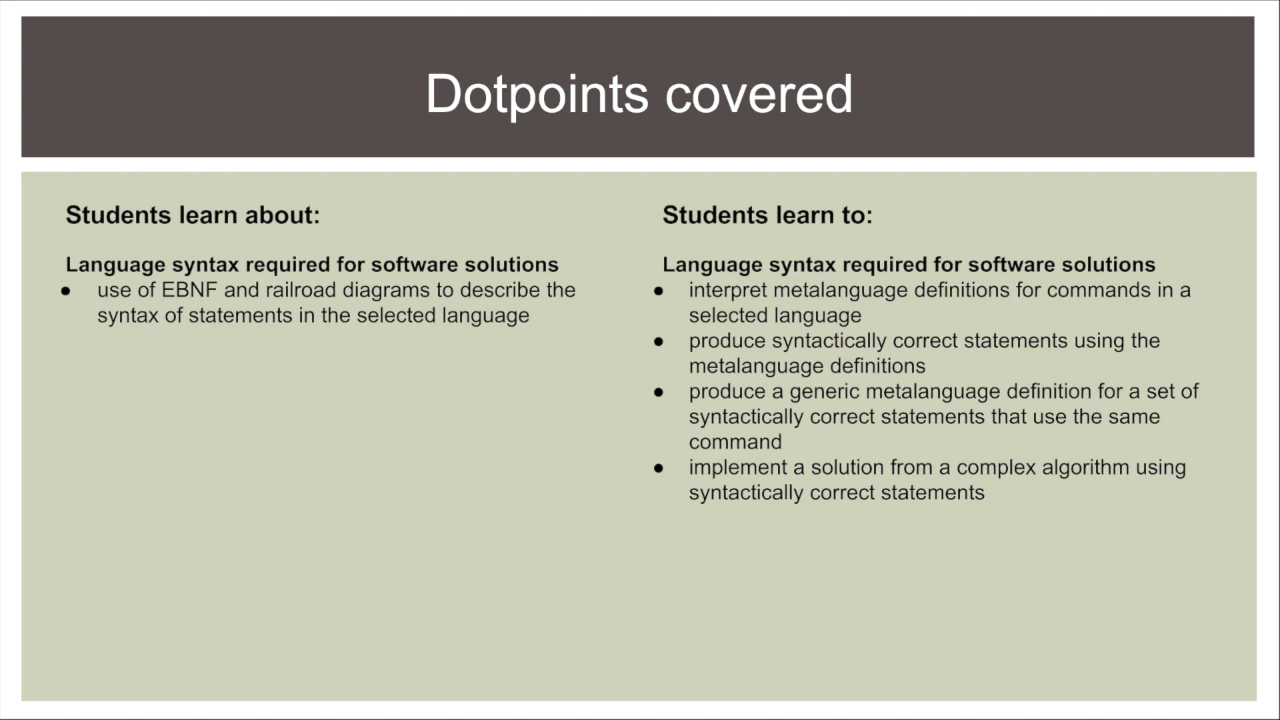 Dotpoints covered
Students learn about:
Language syntax required for software solutions
● use of EBNF and railroad diagrams to describe the
syntax of statements in the selected language
Students learn to:
Language syntax required for software solutions
● interpret metalanguage definitions for commands in a
selected language
● produce syntactically correct statements using the
metalanguage definitions
● produce a generic metalanguage definition for a set of
syntactically correct statements that use the same
command
● implement a solution from a complex algorithm using
syntactically correct statements